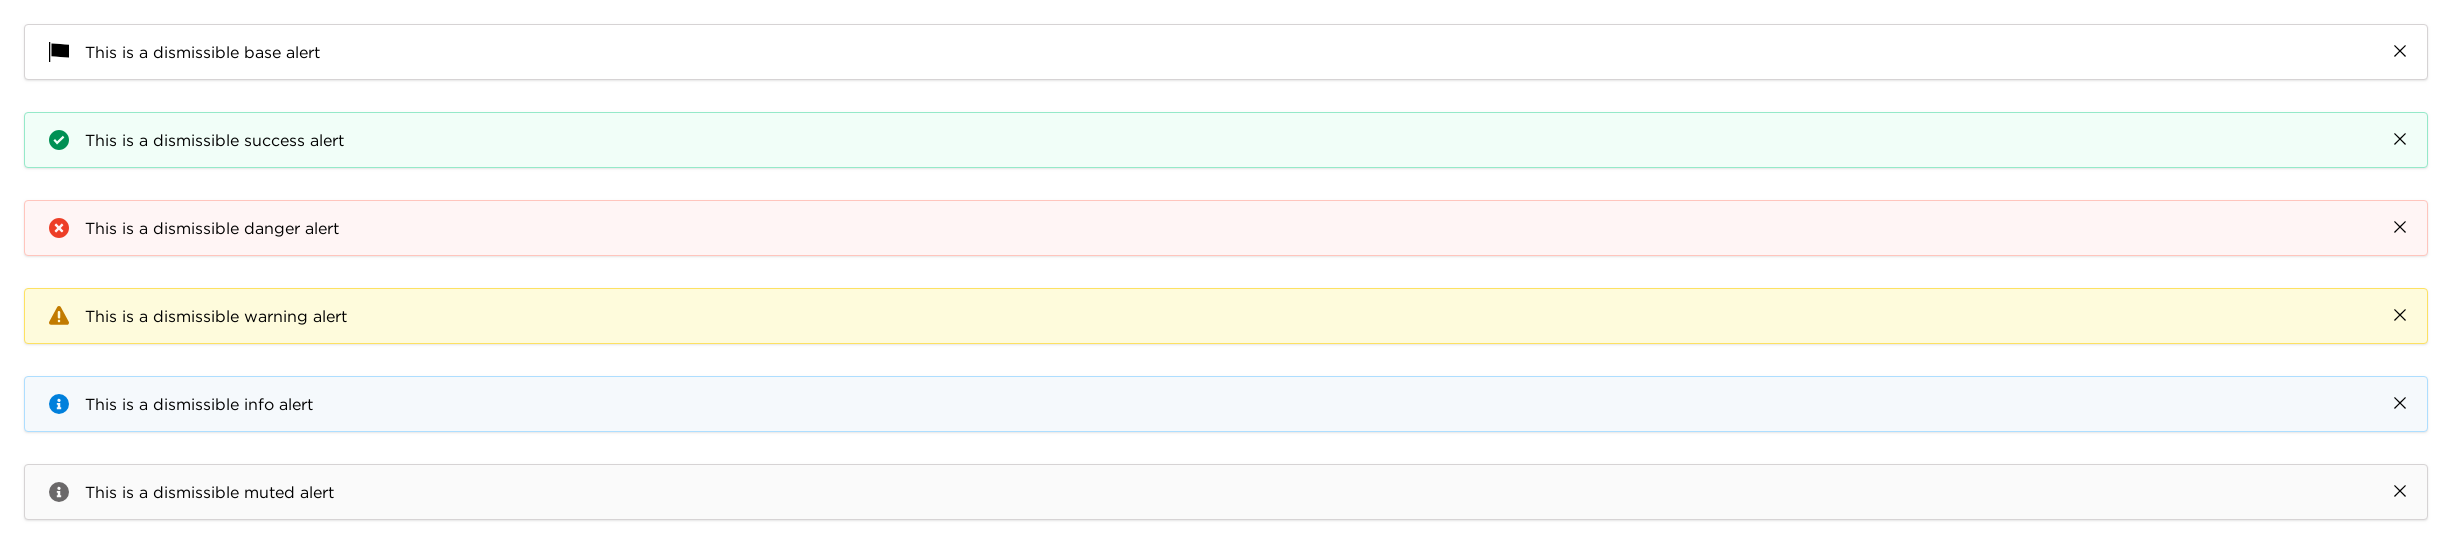 This is a dismissible base alert
This is a dismissible success alert
This is a dismissible danger alert
This is a dismissible warning alert
This is a dismissible info alert
This is a dismissible muted alert